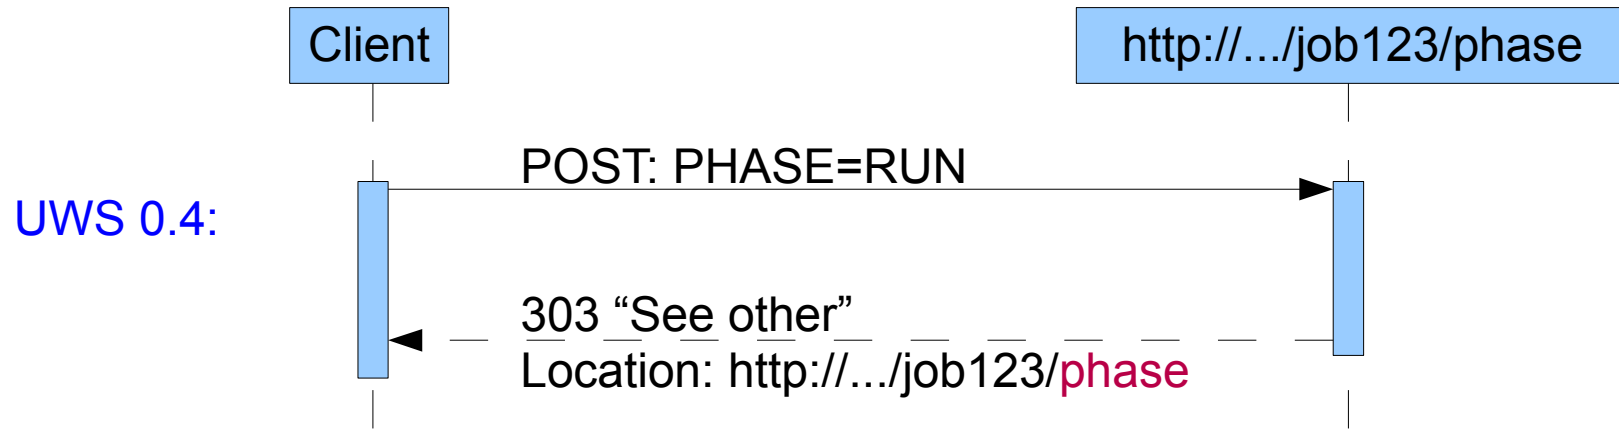 Client
http://.../job123/phase
POST: PHASE=RUN
UWS 0.4:
303 “See other”
Location: http://.../job123/phase